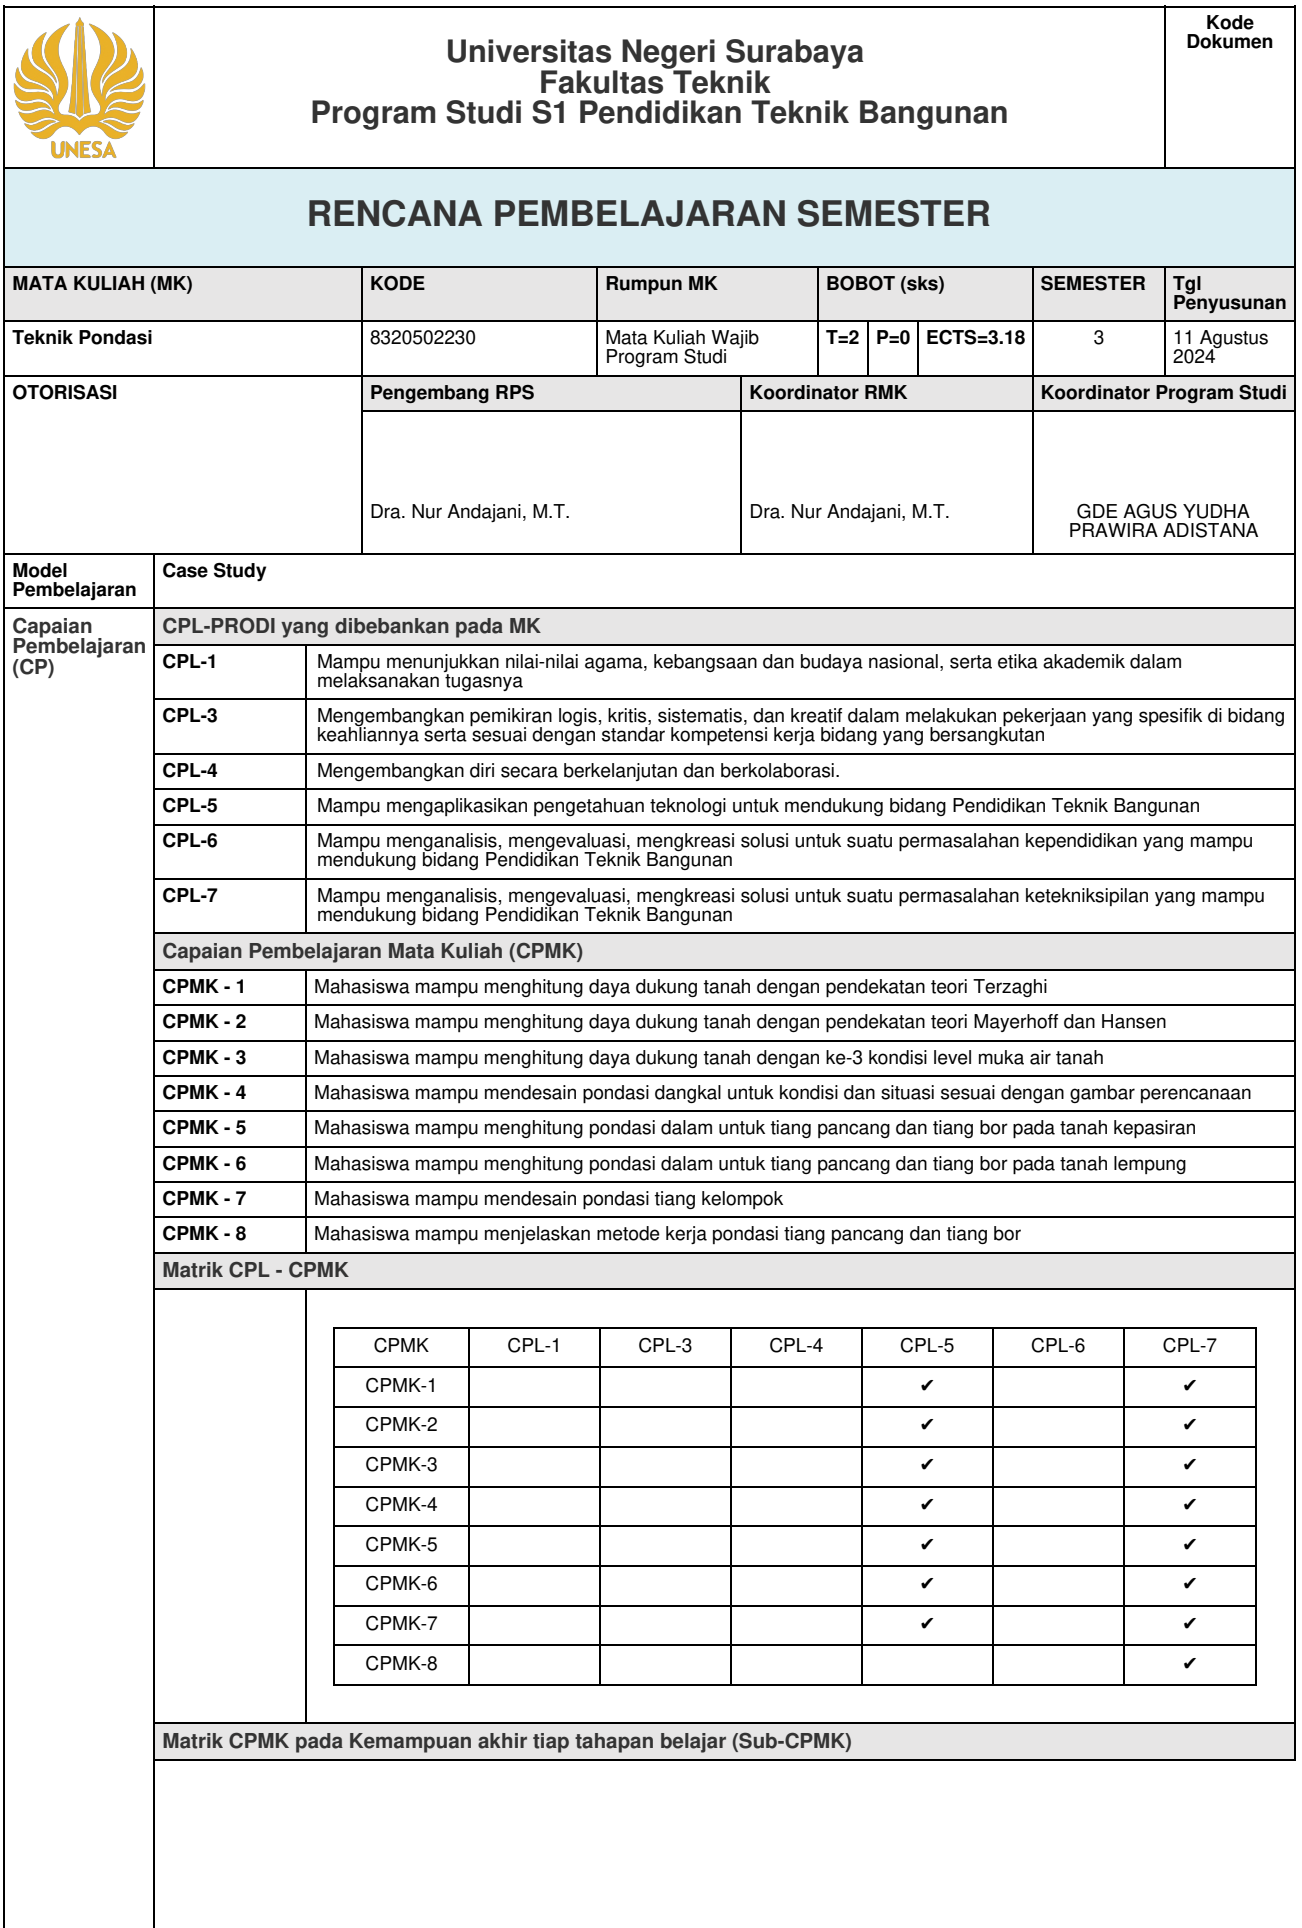 UNESA
Universitas Negeri Surabaya
Fakultas Teknik
Program Studi S1 Pendidikan Teknik Bangunan
Kode
Dokumen
RENCANA PEMBELAJARAN SEMESTER
MATA KULIAH (MK) KODE Rumpun MK BOBOT (sks) SEMESTER Tgl
Penyusunan
Teknik Pondasi 8320502230 Mata Kuliah Wajib
Program Studi
T=2 P=0 ECTS=3.18 3 11 Agustus
2024
OTORISASI Pengembang RPS Koordinator RMK Koordinator Program Studi
Dra. Nur Andajani, M.T. Dra. Nur Andajani, M.T. GDE AGUS YUDHA
PRAWIRA ADISTANA
Model
Pembelajaran
Case Study
Capaian
Pembelajaran
(CP)
CPL-PRODI yang dibebankan pada MK
CPL-1 Mampu menunjukkan nilai-nilai agama, kebangsaan dan budaya nasional, serta etika akademik dalam
melaksanakan tugasnya
CPL-3 Mengembangkan pemikiran logis, kritis, sistematis, dan kreatif dalam melakukan pekerjaan yang spesifik di bidang
keahliannya serta sesuai dengan standar kompetensi kerja bidang yang bersangkutan
CPL-4 Mengembangkan diri secara berkelanjutan dan berkolaborasi.
CPL-5 Mampu mengaplikasikan pengetahuan teknologi untuk mendukung bidang Pendidikan Teknik Bangunan
CPL-6 Mampu menganalisis, mengevaluasi, mengkreasi solusi untuk suatu permasalahan kependidikan yang mampu
mendukung bidang Pendidikan Teknik Bangunan
CPL-7 Mampu menganalisis, mengevaluasi, mengkreasi solusi untuk suatu permasalahan ketekniksipilan yang mampu
mendukung bidang Pendidikan Teknik Bangunan
Capaian Pembelajaran Mata Kuliah (CPMK)
CPMK - 1 Mahasiswa mampu menghitung daya dukung tanah dengan pendekatan teori Terzaghi
CPMK - 2 Mahasiswa mampu menghitung daya dukung tanah dengan pendekatan teori Mayerhoff dan Hansen
CPMK - 3 Mahasiswa mampu menghitung daya dukung tanah dengan ke-3 kondisi level muka air tanah
CPMK - 4 Mahasiswa mampu mendesain pondasi dangkal untuk kondisi dan situasi sesuai dengan gambar perencanaan
CPMK - 5 Mahasiswa mampu menghitung pondasi dalam untuk tiang pancang dan tiang bor pada tanah kepasiran
CPMK - 6 Mahasiswa mampu menghitung pondasi dalam untuk tiang pancang dan tiang bor pada tanah lempung
CPMK - 7 Mahasiswa mampu mendesain pondasi tiang kelompok
CPMK - 8 Mahasiswa mampu menjelaskan metode kerja pondasi tiang pancang dan tiang bor
Matrik CPL - CPMK
CPMK CPL-1 CPL-3 CPL-4 CPL-5 CPL-6 CPL-7
CPMK-1 ✔ ✔
CPMK-2 ✔ ✔
CPMK-3 ✔ ✔
CPMK-4 ✔ ✔
CPMK-5 ✔ ✔
CPMK-6 ✔ ✔
CPMK-7 ✔ ✔
CPMK-8 ✔
Matrik CPMK pada Kemampuan akhir tiap tahapan belajar (Sub-CPMK)